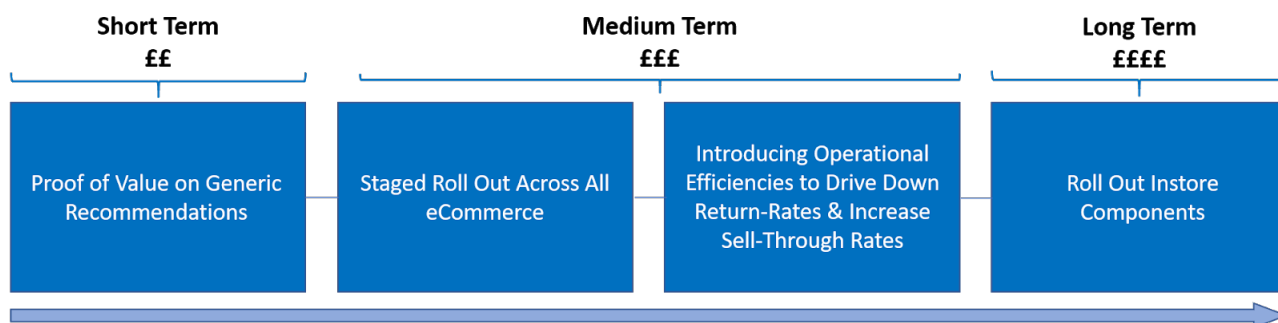 Short Term
££
Medium Term
£££
Long Term
££££
Proof of Value on Generic
Recommendations
Staged Roll Out Across All
eCommerce
Introducing Operational
Efficiencies to Drive Down
Return-Rates & Increase
Sell-Through Rates
Roll Out Instore
Components